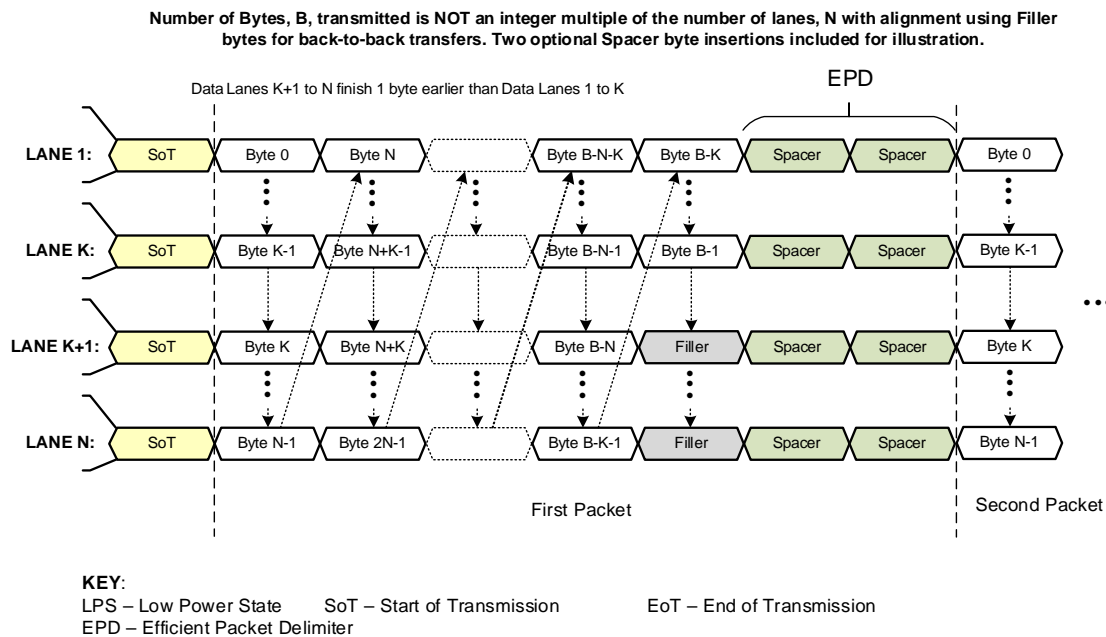 Number of Bytes, B, transmitted is NOT an integer multiple of the number of lanes, N with alignment using Filler
bytes for back-to-back transfers. Two optional Spacer byte insertions included for illustration.
EPD
Data Lanes K+1 to N finish 1 byte earlier than Data Lanes 1 to K
LANE 1: SoT Byte 0 Byte N Byte B-N-K Byte B-K Spacer Spacer Byte 0
LANE K: SoT Byte K-1 Byte N+K-1 Byte B-N-1 Byte B-1 Spacer Spacer Byte K-1
LANE K+1: SoT Byte K Byte N+K Byte B-N Filler Spacer Spacer Byte K
LANE N: SoT Byte N-1 Byte 2N-1 Byte B-K-1 Filler Spacer Spacer Byte N-1
First Packet Second Packet
KEY:
LPS – Low Power State SoT – Start of Transmission EoT – End of Transmission
EPD – Efficient Packet Delimiter